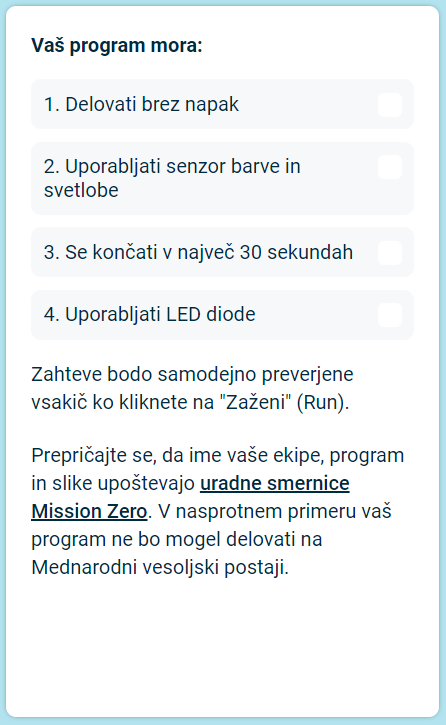 Vaš program mora:
1. Delovati brez napak
2. Uporabljati senzor barve in
svetlobe
3. Se končati v največ 30 sekundah
4. Uporabljati LED diode
Zahteve bodo samodejno preverjene
vsakič ko kliknete na "Zaženi" (Run).
Prepričajte se, da ime vaše ekipe, program
in slike upoštevajo uradne smernice
Mission Zero. V nasprotnem primeru vaš
program ne bo mogel delovati na
Mednarodni vesoljski postaji.